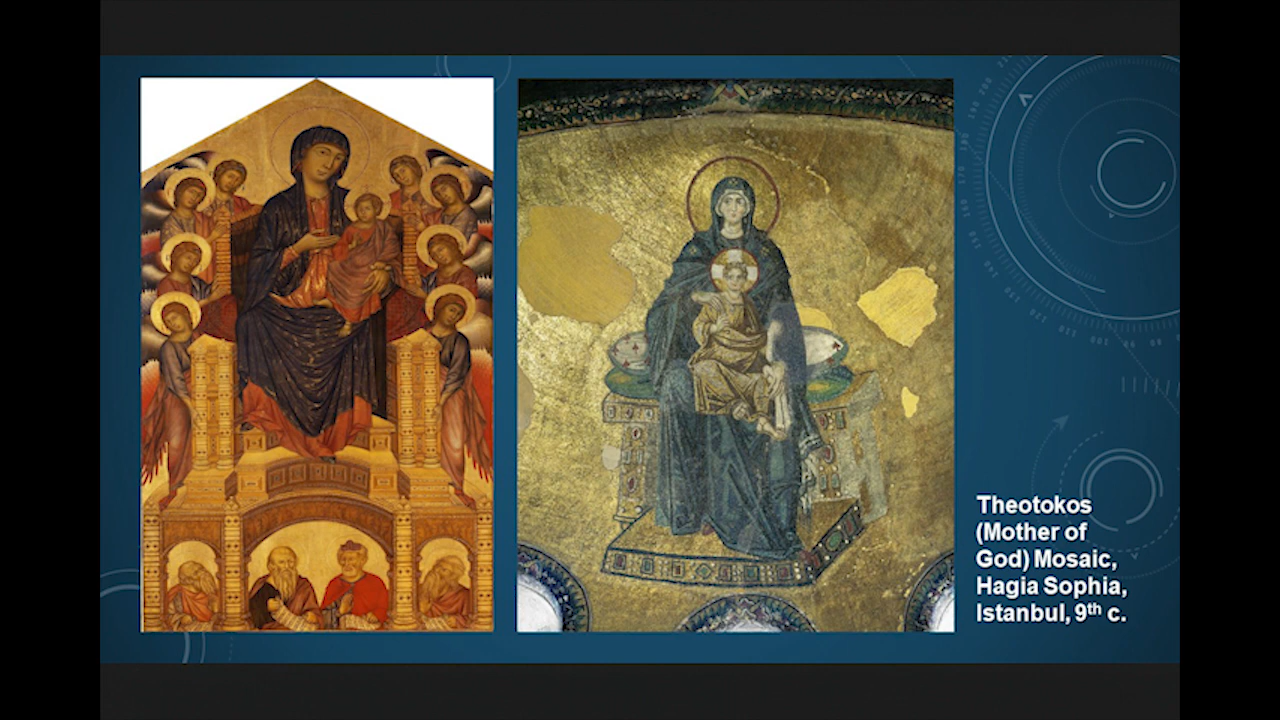 Theotokos
(Mother of
God) Mosaic,
Hagia Sophia,
Istanbul, 9th c.